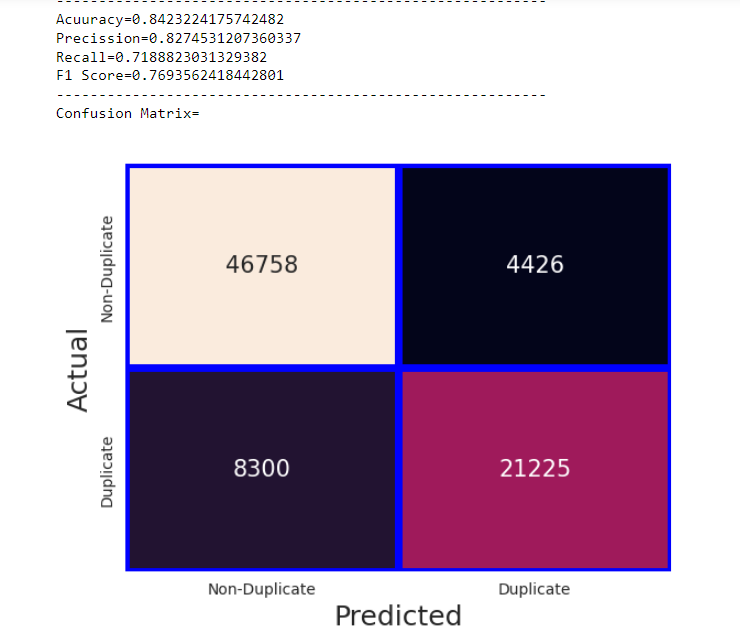 ------------------------------------------------------------
Acuuracy=0.8423224175742482
Precission=0.8274531207360337
Recall=0.7188823031329382
F1 Score=0.7693562418442801
------------------------------------------------------------
Confusion Matrix=
Non-Duplicate
46758
4426
Actual
Duplicate
8300
21225
Non-Duplicate
Duplicate
Predicted